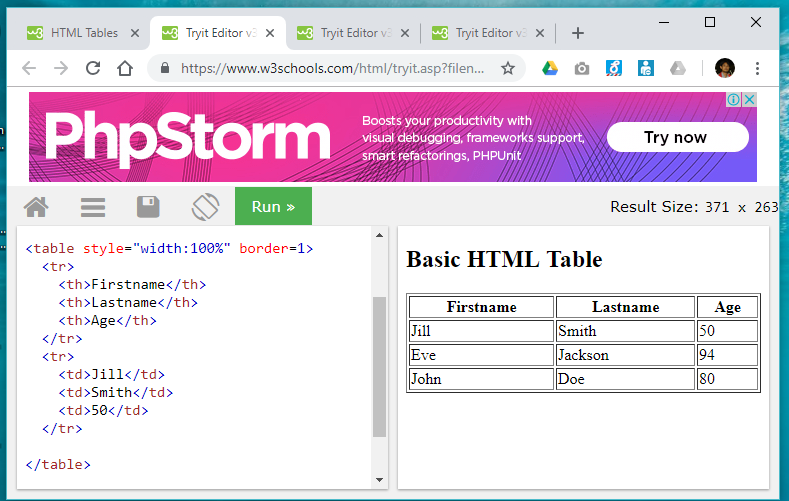 HTML Tables
Tryit Editor v3
Tryit Editor v3
Tryit Editor v3
https://www.w3schools.com/html/tryit.asp?filen...
PhpStorm
Boosts your productivity with
visual debugging, frameworks support,
smart refactorings, PHPUnit
Try now
Run »
Result Size: 371 x 263
<table style="width:100%" border=1>
<tr>
<th>Firstname</th>
<th>Lastname</th>
<th>Age</th>
</tr>
<tr>
<td>Jill</td>
<td>Smith</td>
<td>50</td>
</tr>
</table>
Basic HTML Table
Firstname Lastname Age
Jill Smith 50
Eve Jackson 94
John Doe 80